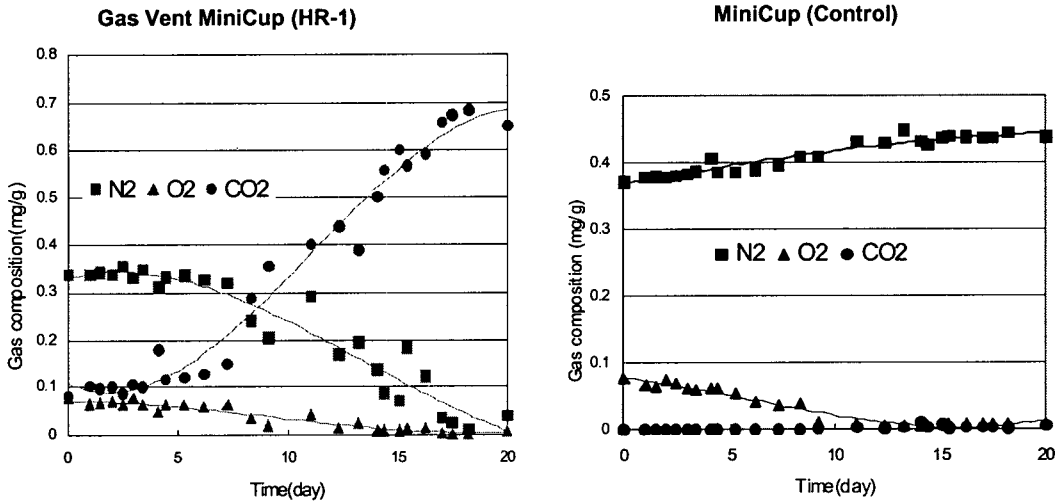 Gas Vent MiniCup (HR-1)
0.8
0.7
0.6
0.5
0.4
0.3
0.2
0.1
0
Gas composition(mg/g)
N2 O2 CO2
0 5 10 15 20
Time(day)
MiniCup (Control)
0.5
0.4
0.3
0.2
0.1
0
Gas composition (mg/g)
N2 O2 CO2
0 5 10 15 20
Time(day)